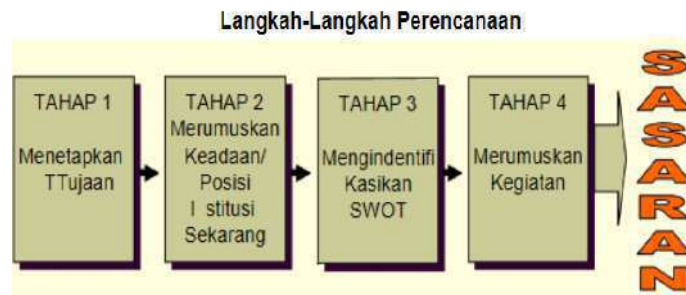 Langkah-Langkah Perencanaan
TAHAP 1
Menetapkan
TTujaan
TAHAP 2
Merumuskan
Keadaan/
Posisi
I stitusi
Sekarang
TAHAP 3
Mengindentifi
Kasikan
SWOT
TAHAP 4
Merumuskan
Kegiatan
SASARAN